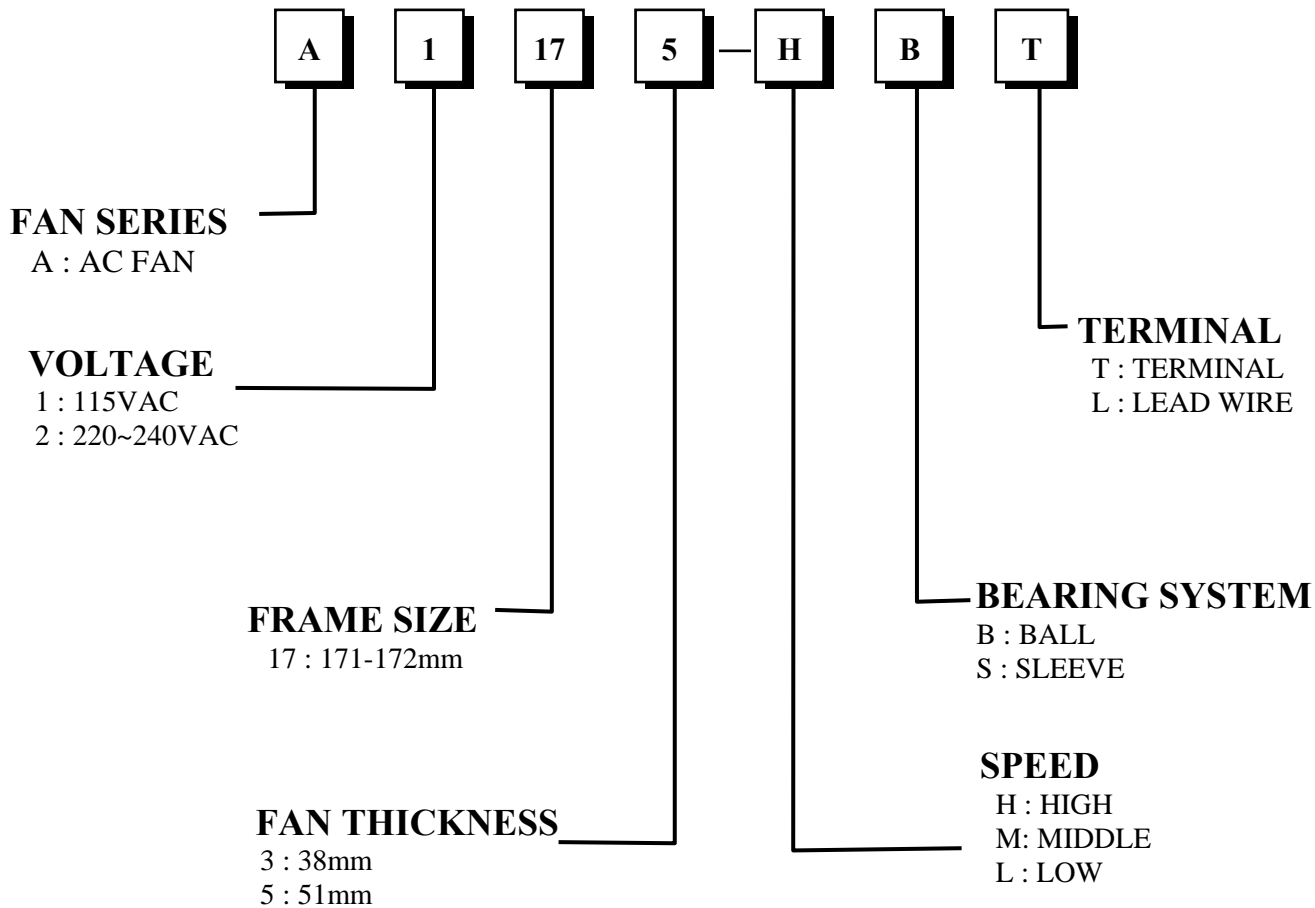 A 1 17 5 — H B T
FAN SERIES
A : AC FAN
VOLTAGE
1 : 115VAC
2 : 220~240VAC
TERMINAL
T : TERMINAL
L : LEAD WIRE
FRAME SIZE
17 : 171-172mm
BEARING SYSTEM
B : BALL
S : SLEEVE
FAN THICKNESS
3 : 38mm
5 : 51mm
SPEED
H : HIGH
M: MIDDLE
L : LOW